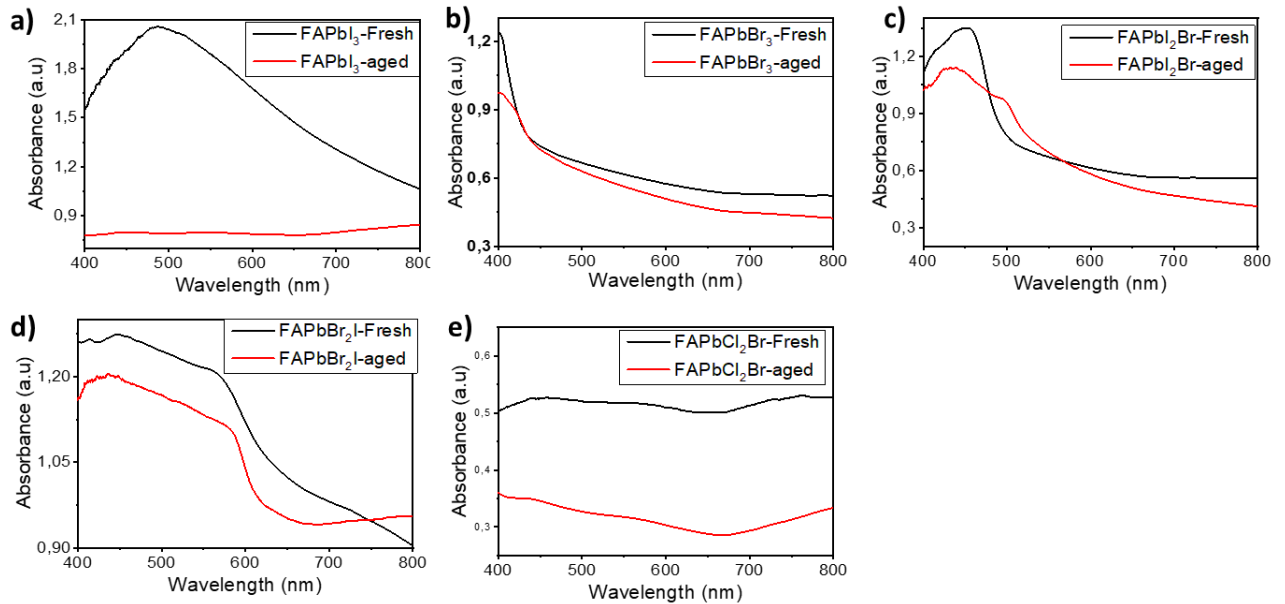 a)
2,1
1,8
1,5
1,2
0,9
Absorbance (a.u)
FAPbI3-Fresh
FAPbI3-aged
400 500 600 700 800
Wavelength (nm)
b)
1,2
0,9
0,6
0,3
Absorbance (a.u)
FAPbBr3-Fresh
FAPbBr3-aged
400 500 600 700 800
Wavelength (nm)
c)
1,2
0,9
0,6
0,3
Absorbance (a.u)
FAPbI2Br-Fresh
FAPbI2Br-aged
400 500 600 700 800
Wavelength (nm)
d)
1,20
1,05
0,90
Absorbance (a.u)
FAPbBr2I-Fresh
FAPbBr2I-aged
400 500 600 700 800
Wavelength (nm)
e)
0,6
0,5
0,4
0,3
Absorbance (a.u)
FAPbCl2Br-Fresh
FAPbCl2Br-aged
400 500 600 700 800
Wavelength (nm)